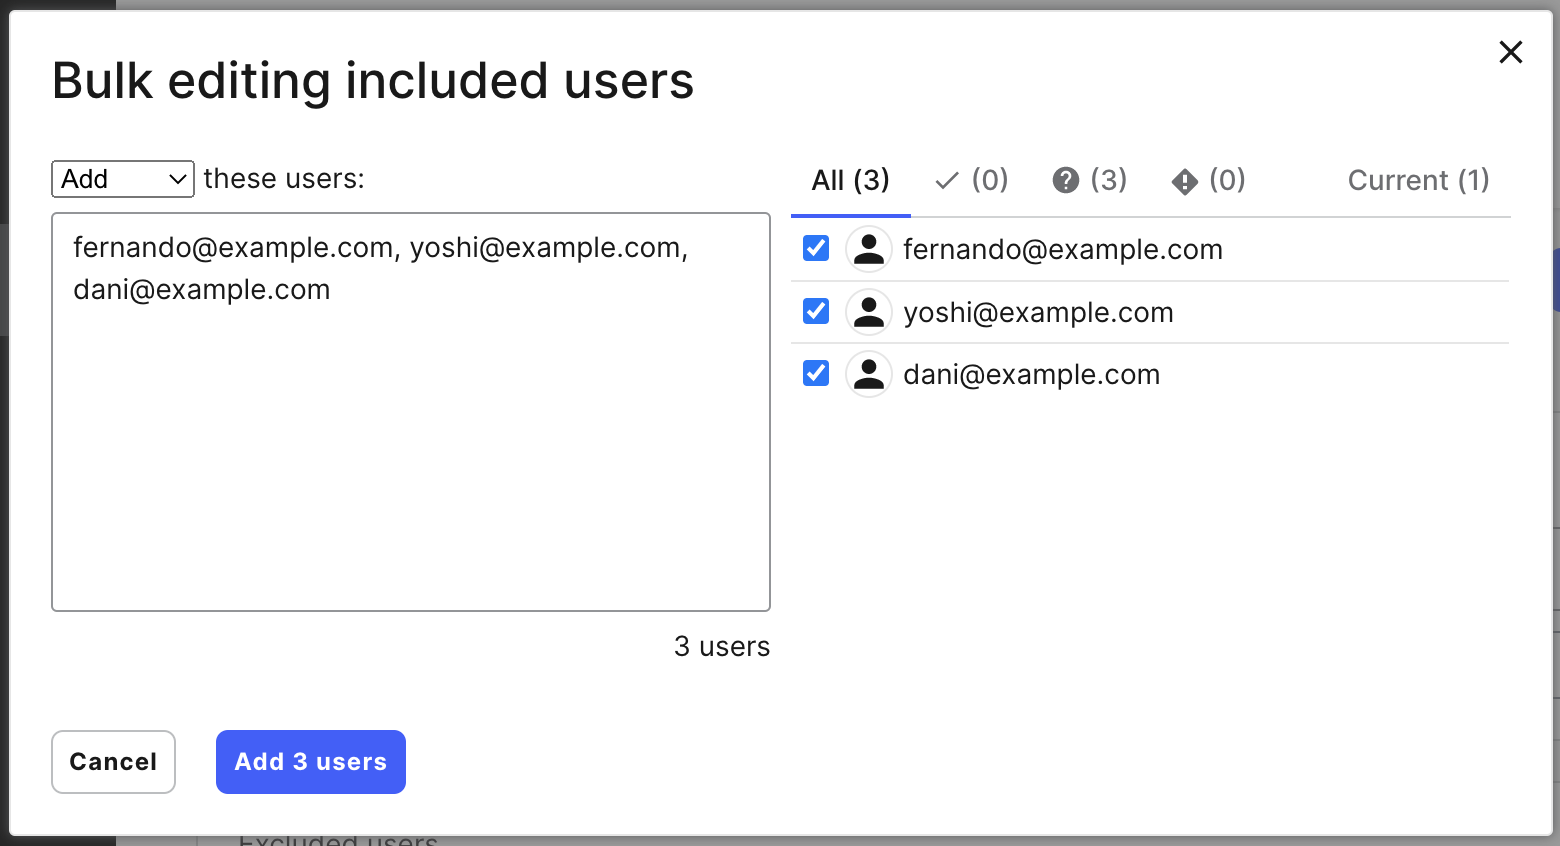 Bulk editing included users
Add these users:
fernando@example.com, yoshi@example.com,
dani@example.com
3 users
All (3) (0) (3) (0) Current (1)
fernando@example.com
yoshi@example.com
dani@example.com
Cancel
Add 3 users
Excluded users